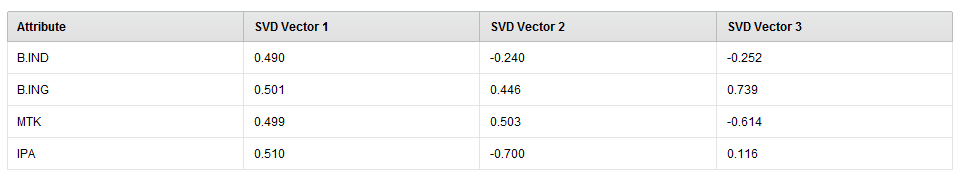 Attribute SVD Vector 1 SVD Vector 2 SVD Vector 3
B.IND 0.490 -0.240 -0.252
B.ING 0.501 0.446 0.739
MTK 0.499 0.503 -0.614
IPA 0.510 -0.700 0.116